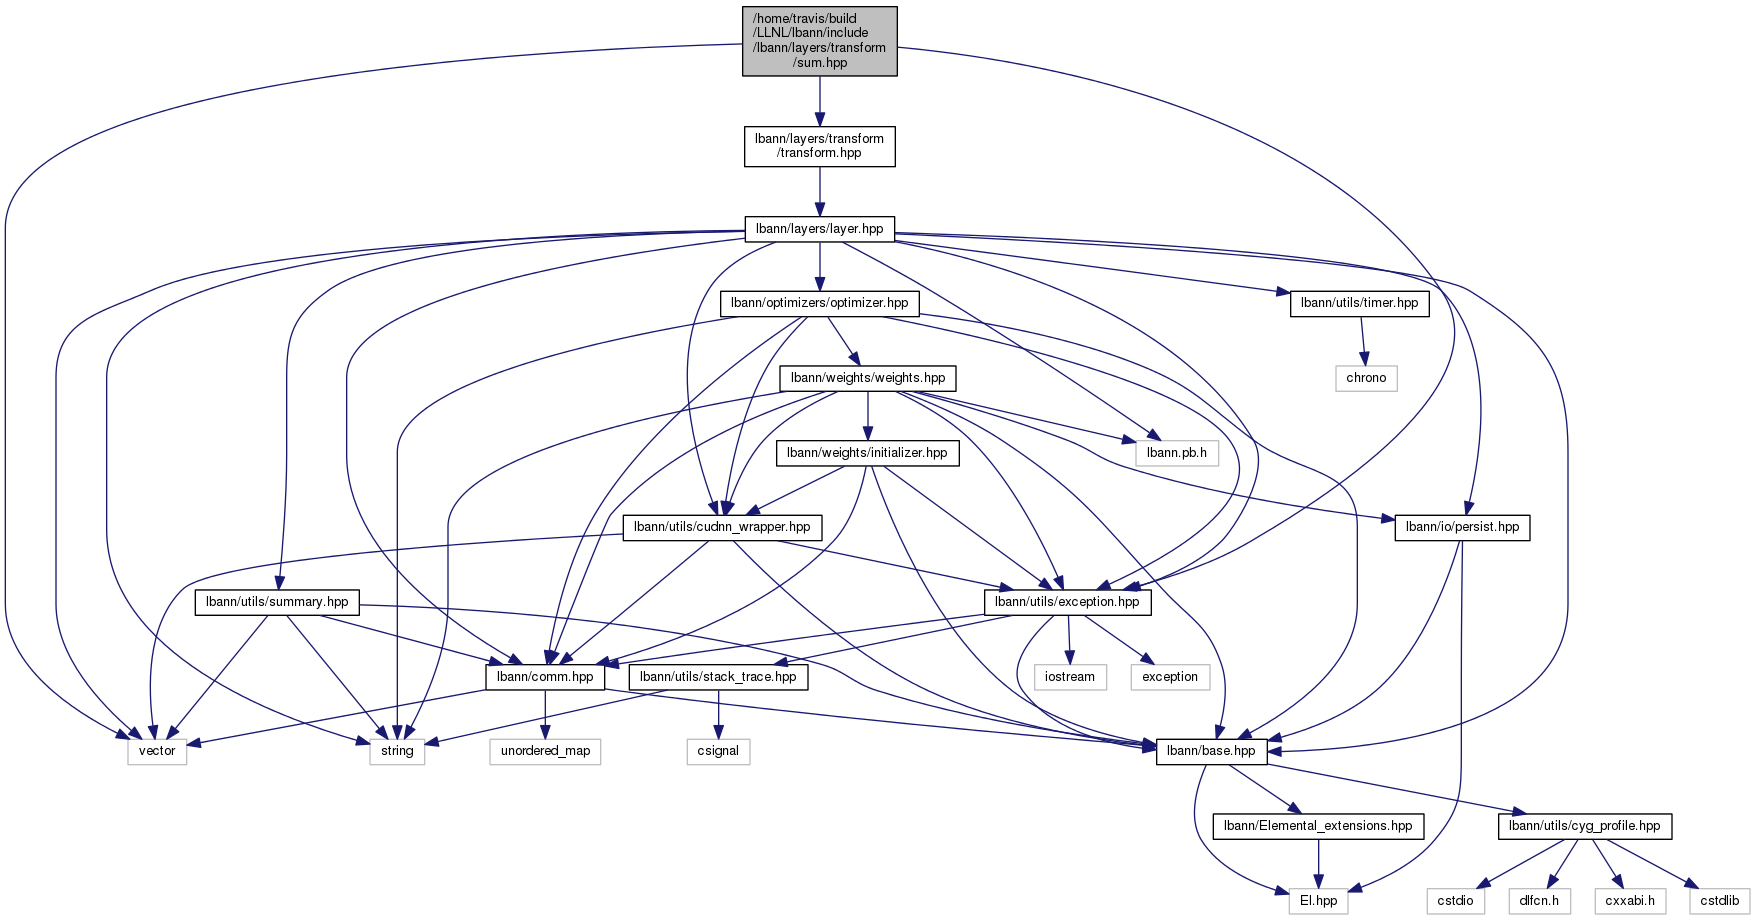 /home/travis/build
/LLNL/lbann/include
/lbann/layers/transform
/sum.hpp
lbann/layers/transform
/transform.hpp
lbann/layers/layer.hpp
lbann/optimizers/optimizer.hpp
lbann/utils/timer.hpp
lbann/weights/weights.hpp
chrono
lbann/weights/initializer.hpp
lbann.pb.h
lbann/utils/cudnn_wrapper.hpp
lbann/io/persist.hpp
lbann/utils/summary.hpp
lbann/utils/exception.hpp
lbann/comm.hpp
lbann/utils/stack_trace.hpp
iostream
exception
vector
string
unordered_map
csignal
lbann/base.hpp
lbann/Elemental_extensions.hpp
lbann/utils/cyg_profile.hpp
El.hpp
cstdio
dlfcn.h
cxxabi.h
cstdlib